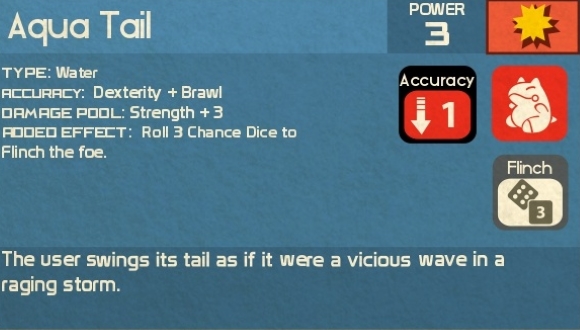 Aqua Tail
POWER
3
TYPE: Water
ACCURACY: Dexterity + Brawl
DAMAGE POOL: Strength + 3
ADDED EFFECT: Roll 3 Chance Dice to
Flinch the foe.
Accuracy
1
Flinch
3
The user swings its tail as if it were a vicious wave in a
raging storm.